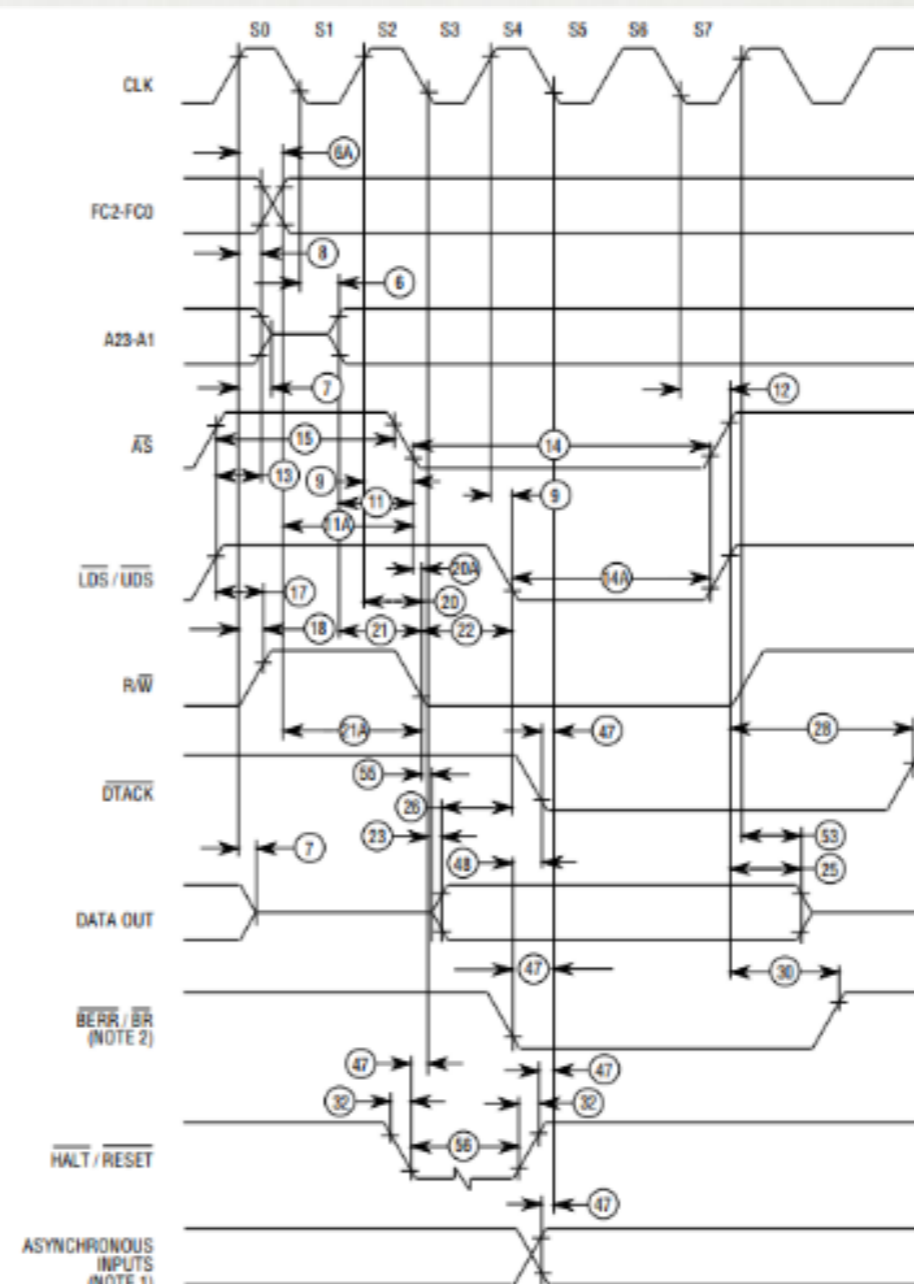 S0 S1 S2 S3 S4 S5 S6 S7
CLK
6A
FC2-FC0
8
6
A23-A1
7
12
AS
15
14
13
9
9
11
11A
LDS / UDS
20A
14A
17
20
18
21
22
R/W
21A
47
28
55
DTACK
26
23
7
48
53
25
DATA OUT
47
30
BERR / BR
(NOTE 2)
47
47
32
32
56
HALT / RESET
47
ASYNCHRONOUS
INPUTS
(NOTE 1)